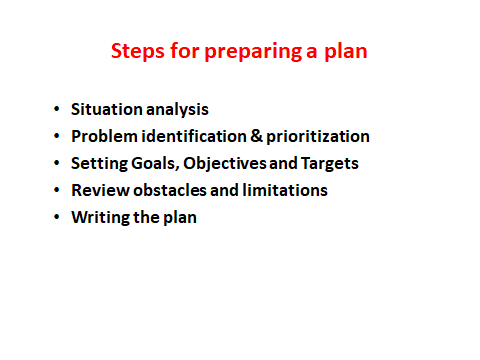 Steps for preparing a plan
• Situation analysis
• Problem identification & prioritization
• Setting Goals, Objectives and Targets
• Review obstacles and limitations
• Writing the plan